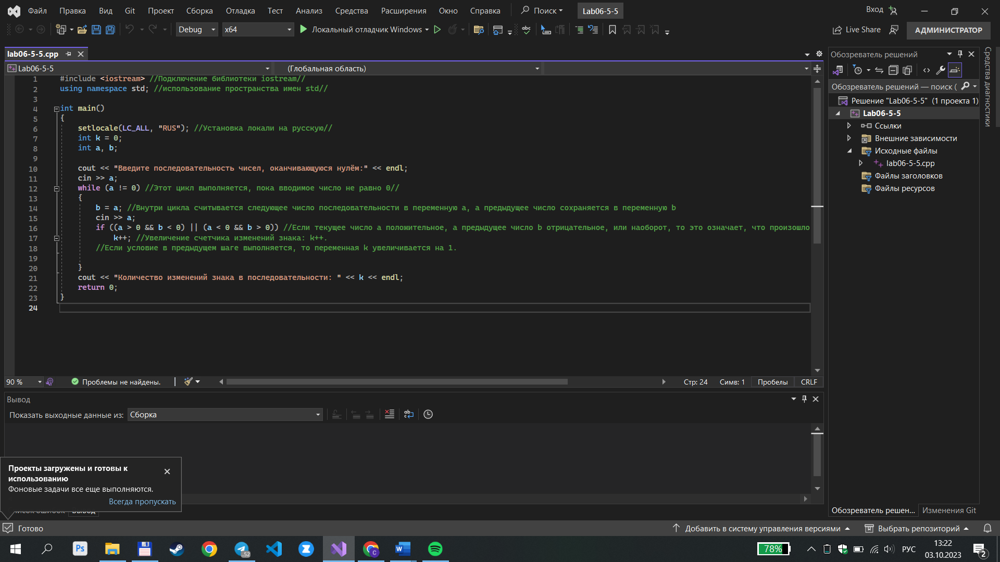 Файл Правка Вид Git Проект Сборка Отладка Тест Анализ Средства Расширения Окно Справка Поиск Lab06-5-5 Вход
Debug x64 Локальный отладчик Windows Live Share АДМИНИСТРАТОР
lab06-5-5.cpp
Lab06-5-5 (Глобальная область)
1 #include <iostream> //Подключение библиотеки iostream//
2 using namespace std; //использование пространства имен std//
3
4 int main()
5 {
6 setlocale(LC_ALL, "RUS"); //Установка локали на русскую//
7 int k = 0;
8 int a, b;
9
10 cout << "Введите последовательность чисел, оканчивающуюся нулём:" << endl;
11 cin >> a;
12 while (a != 0) //Этот цикл выполняется, пока вводимое число не равно 0//
13 {
14 b = a; //Внутри цикла считывается следующее число последовательности в переменную a, а предыдущее число сохраняется в переменную b
15 cin >> a;
16 if ((a > 0 && b < 0) || (a < 0 && b > 0)) //Если текущее число a положительное, а предыдущее число b отрицательное, или наоборот, то это означает, что произошло
17 k++; //Увеличение счетчика изменений знака: k++.
18 //Если условие в предыдущем шаге выполняется, то переменная k увеличивается на 1.
19
20 }
21 cout << "Количество изменений знака в последовательности: " << k << endl;
22 return 0;
23 }
24
90 % Проблемы не найдены. Стр: 24 Симв: 1 Пробелы CRLF
Вывод
Показать выходные данные из: Сборка
Проекты загружены и готовы к
использованию
Фоновые задачи все еще выполняются.
Всегда пропускать
Вывод
Обозреватель решений
Обозреватель решений — поиск (
Решение "Lab06-5-5" (1 проекта 1)
Lab06-5-5
Ссылки
Внешние зависимости
Исходные файлы
lab06-5-5.cpp
Файлы заголовков
Файлы ресурсов
Обозреватель решен... Изменения Git
Средства диагностики
Готово Добавить в систему управления версиями Выбрать репозиторий
Ps 52 C W 78% РУС 13:22
03.10.2023 2